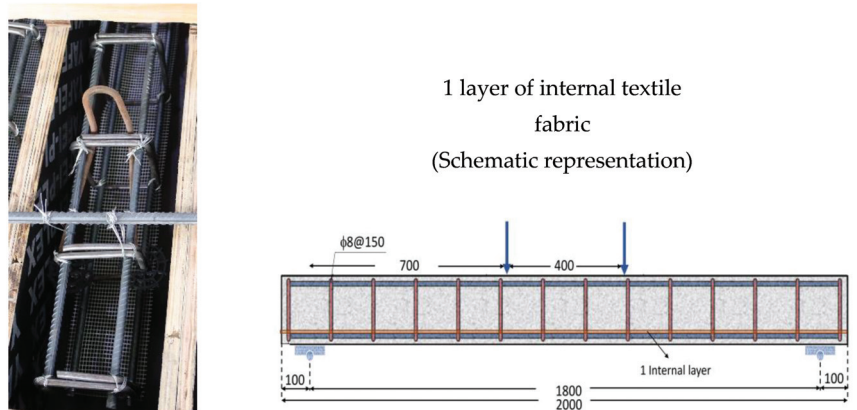 1 layer of internal textile
fabric
(Schematic representation)
ϕ8@150
700
400
1 Internal layer
100
1800
100
2000